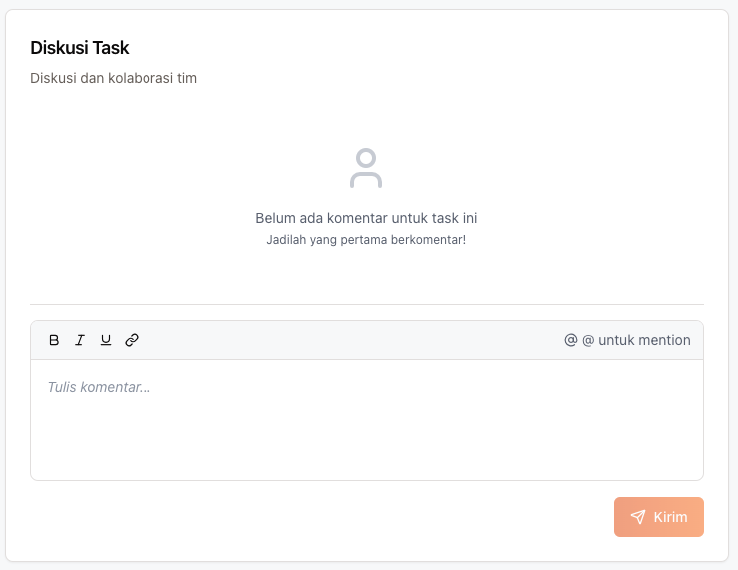 Diskusi Task
Diskusi dan kolaborasi tim
Belum ada komentar untuk task ini
Jadilah yang pertama berkomentar!
B I U @ @ untuk mention
Tulis komentar...
Kirim